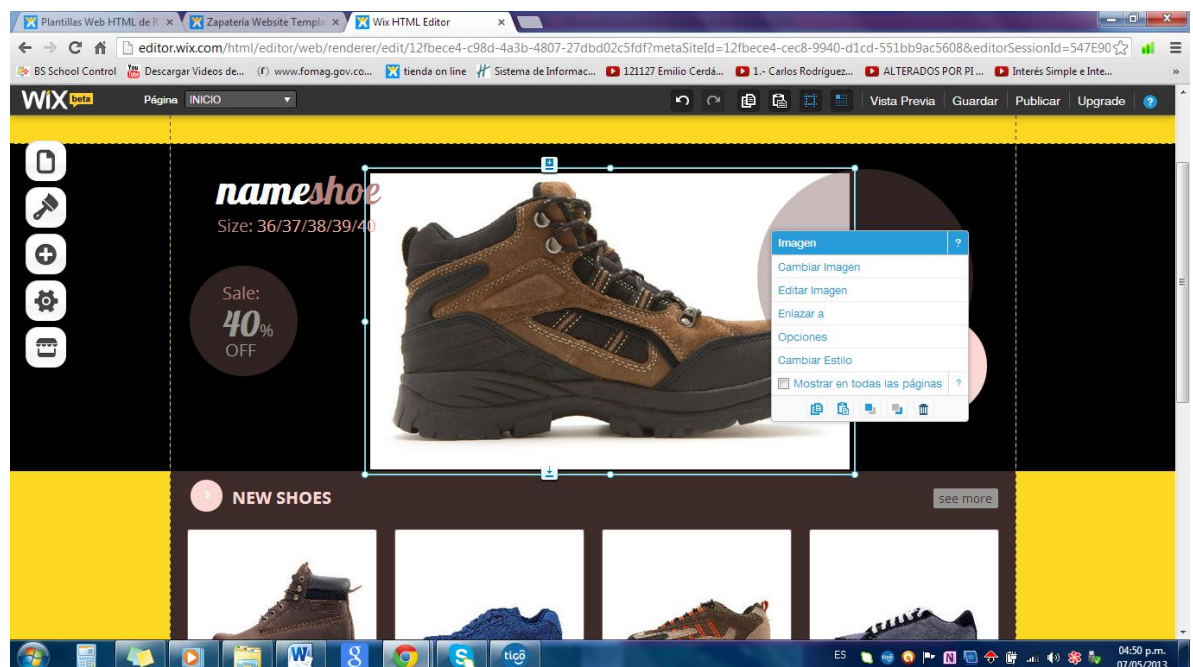 Plantillas Web HTML de R
Zapatería Website Templa
Wix HTML Editor
editor.wix.com/html/editor/web/renderer/edit/12fbece4-c98d-4a3b-4807-27dbd02c5fdf?metaSiteId=12fbece4-cec8-9940-d1cd-551bb9ac5608&editorSessionId=547E90
BS School Control
You Tube Descargar Videos de...
(f) www.fomag.gov.co...
tienda on line
Sistema de Informac...
121127 Emilio Cerdá...
1.- Carlos Rodríguez...
ALTERADOS POR PI ...
Interés Simple e Inte...
»
WiX beta
Página INICIO
Vista Previa
Guardar
Publicar
Upgrade
?
nameshoe
Size: 36/37/38/39/40
Sale:
40%
OFF
Imagen ?
Cambiar Imagen
Editar Imagen
Enlazar a
Opciones
Cambiar Estilo
Mostrar en todas las páginas ?
NEW SHOES
see more
W
8
S
tigo
ES
N
04:50 p.m.
07/05/2013